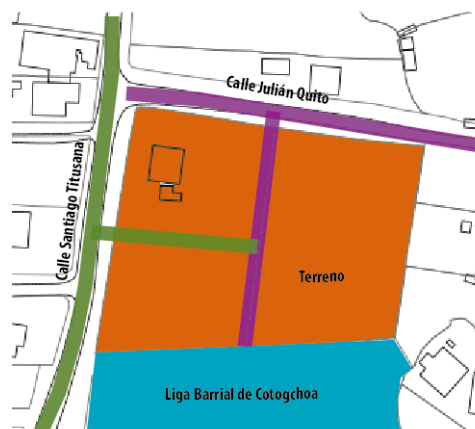 Calle Julián Quito
Calle Santiago Titusana
Terreno
Liga Barrial de Cotogchoa